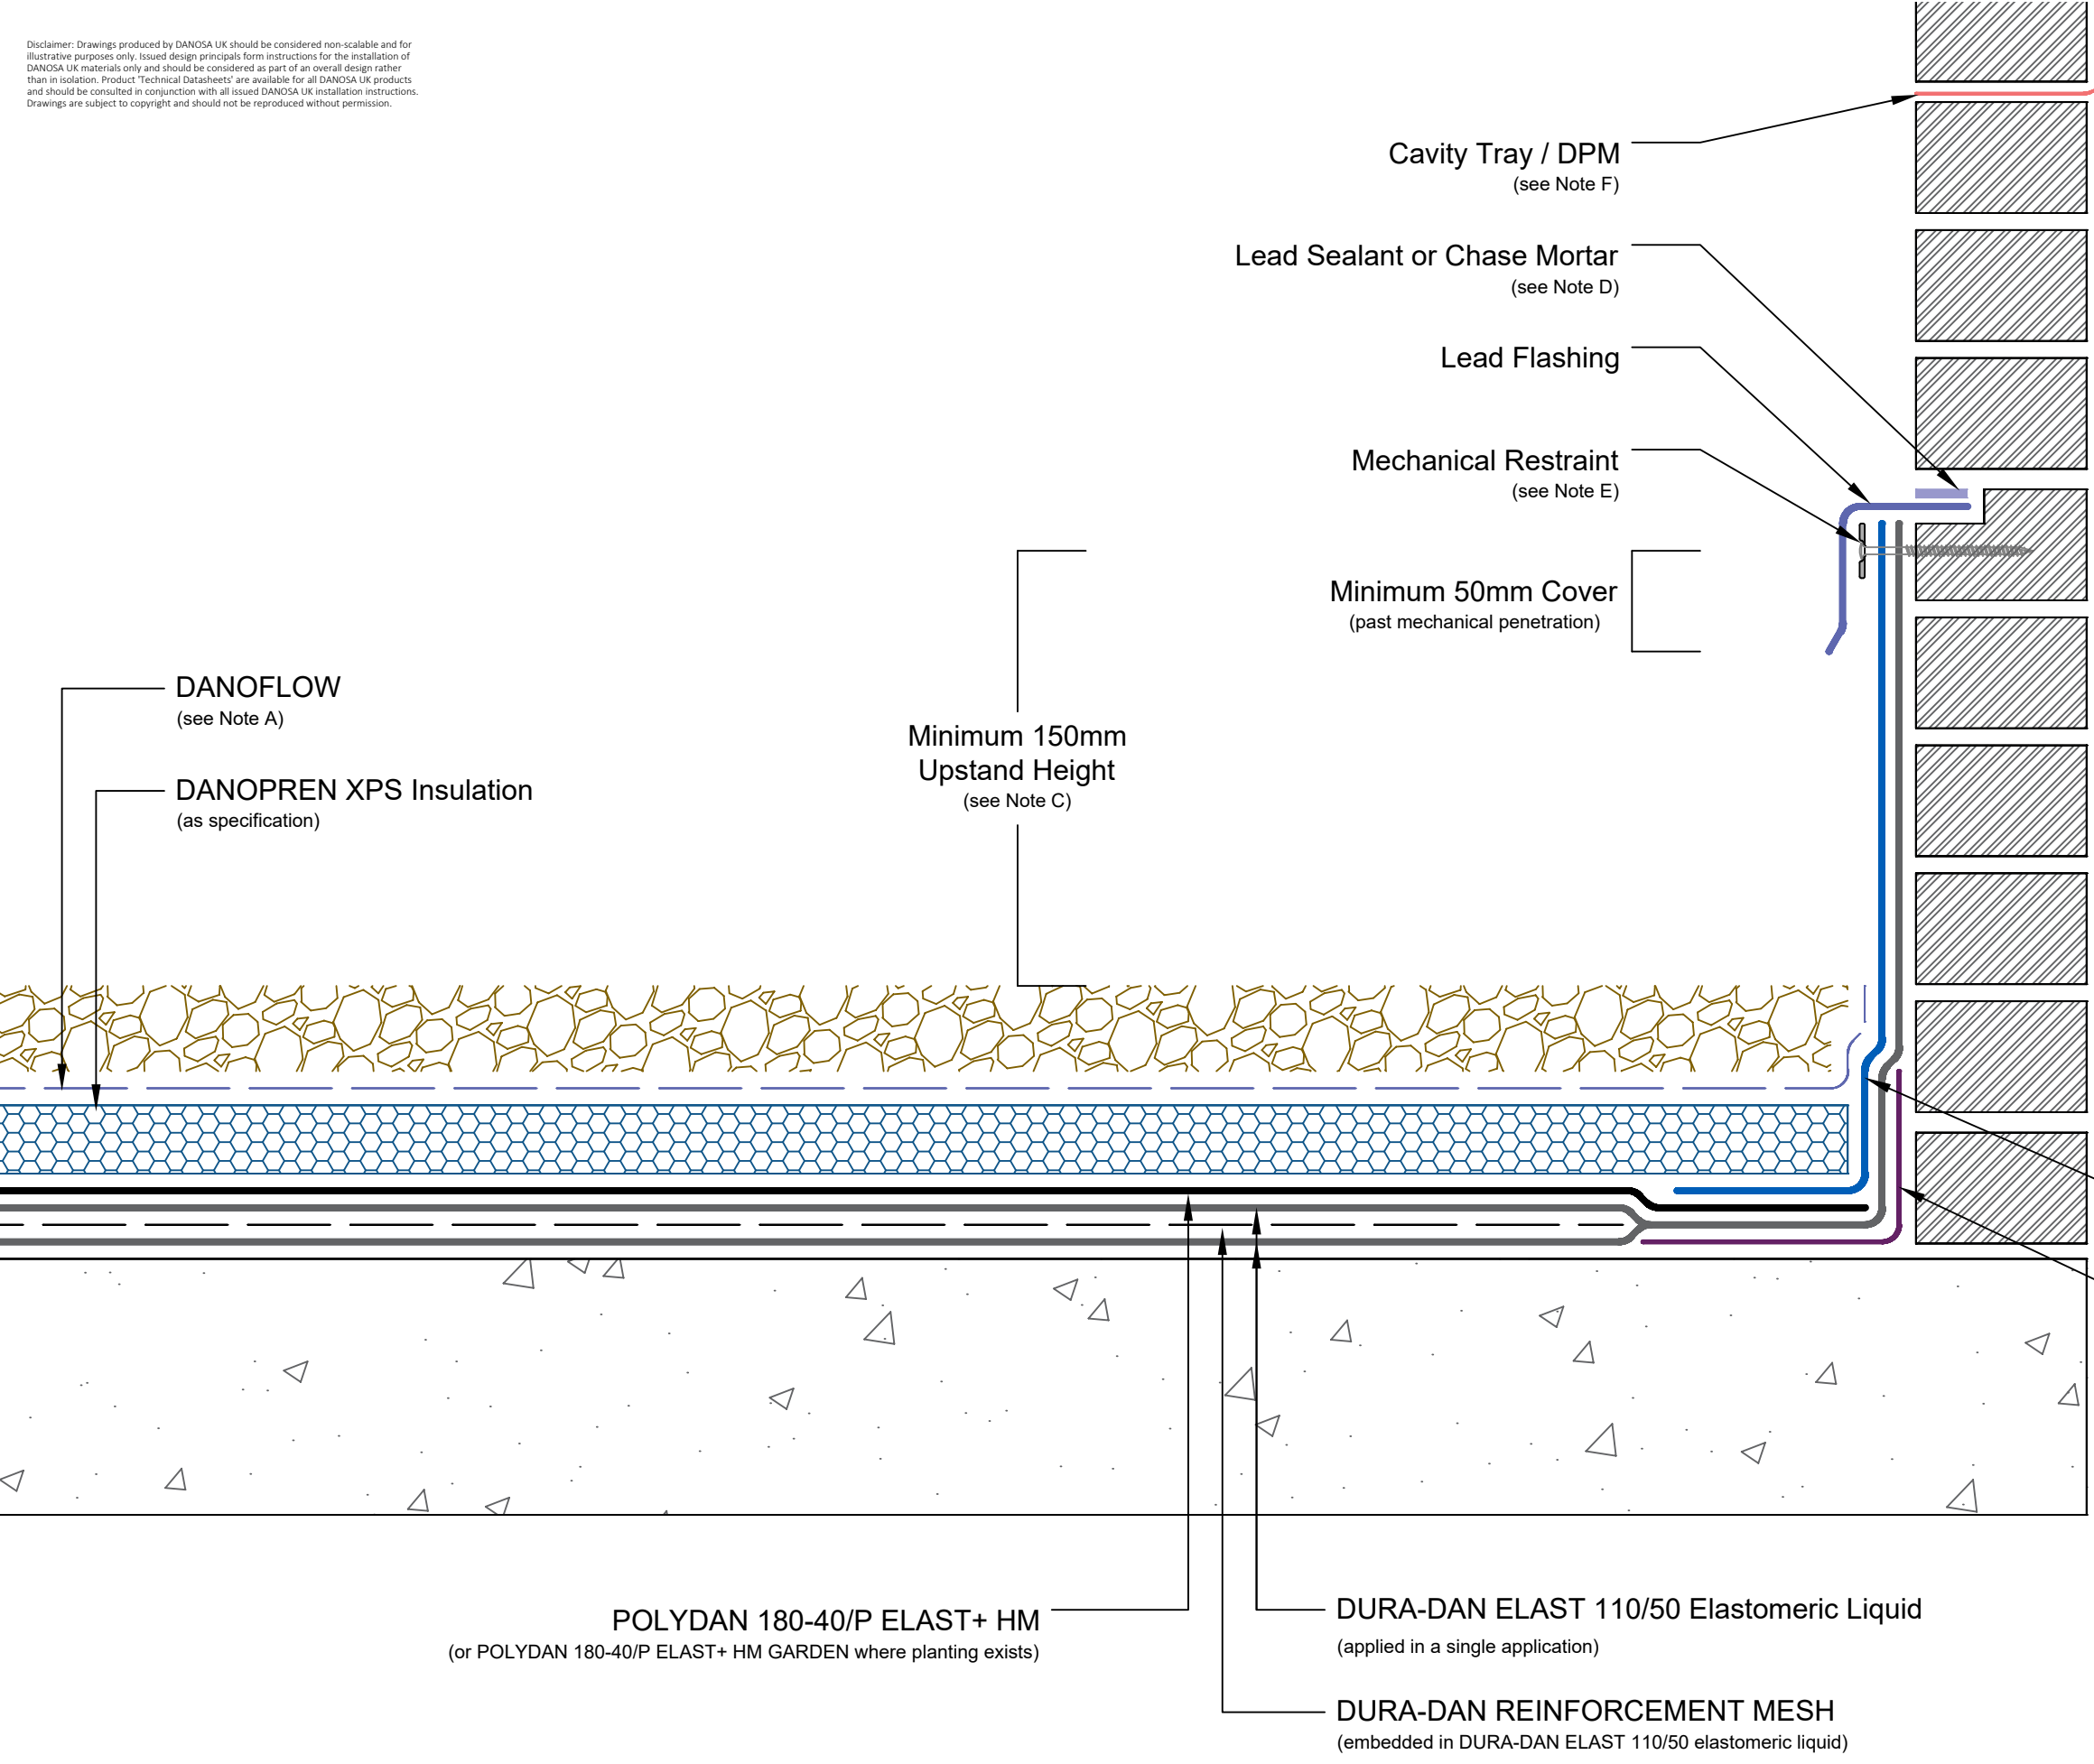 Disclaimer: Drawings produced by DANOSA UK should be considered non-scalable and for
illustrative purposes only. Issued design principals form instructions for the installation of
DANOSA UK materials only and should be considered as part of an overall design rather
than in isolation. Product 'Technical Datasheets' are available for all DANOSA UK products
and should be consulted in conjunction with all issued DANOSA UK installation instructions.
Drawings are subject to copyright and should not be reproduced without permission.
Cavity Tray / DPM
(see Note F)
Lead Sealant or Chase Mortar
(see Note D)
Lead Flashing
Mechanical Restraint
(see Note E)
Minimum 50mm Cover
(past mechanical penetration)
DANOFLOW
(see Note A)
DANOPREN XPS Insulation
(as specification)
Minimum 150mm
Upstand Height
(see Note C)
POLYDAN 180-40/P ELAST+ HM
(or POLYDAN 180-40/P ELAST+ HM GARDEN where planting exists)
DURA-DAN ELAST 110/50 Elastomeric Liquid
(applied in a single application)
DURA-DAN REINFORCEMENT MESH
(embedded in DURA-DAN ELAST 110/50 elastomeric liquid)